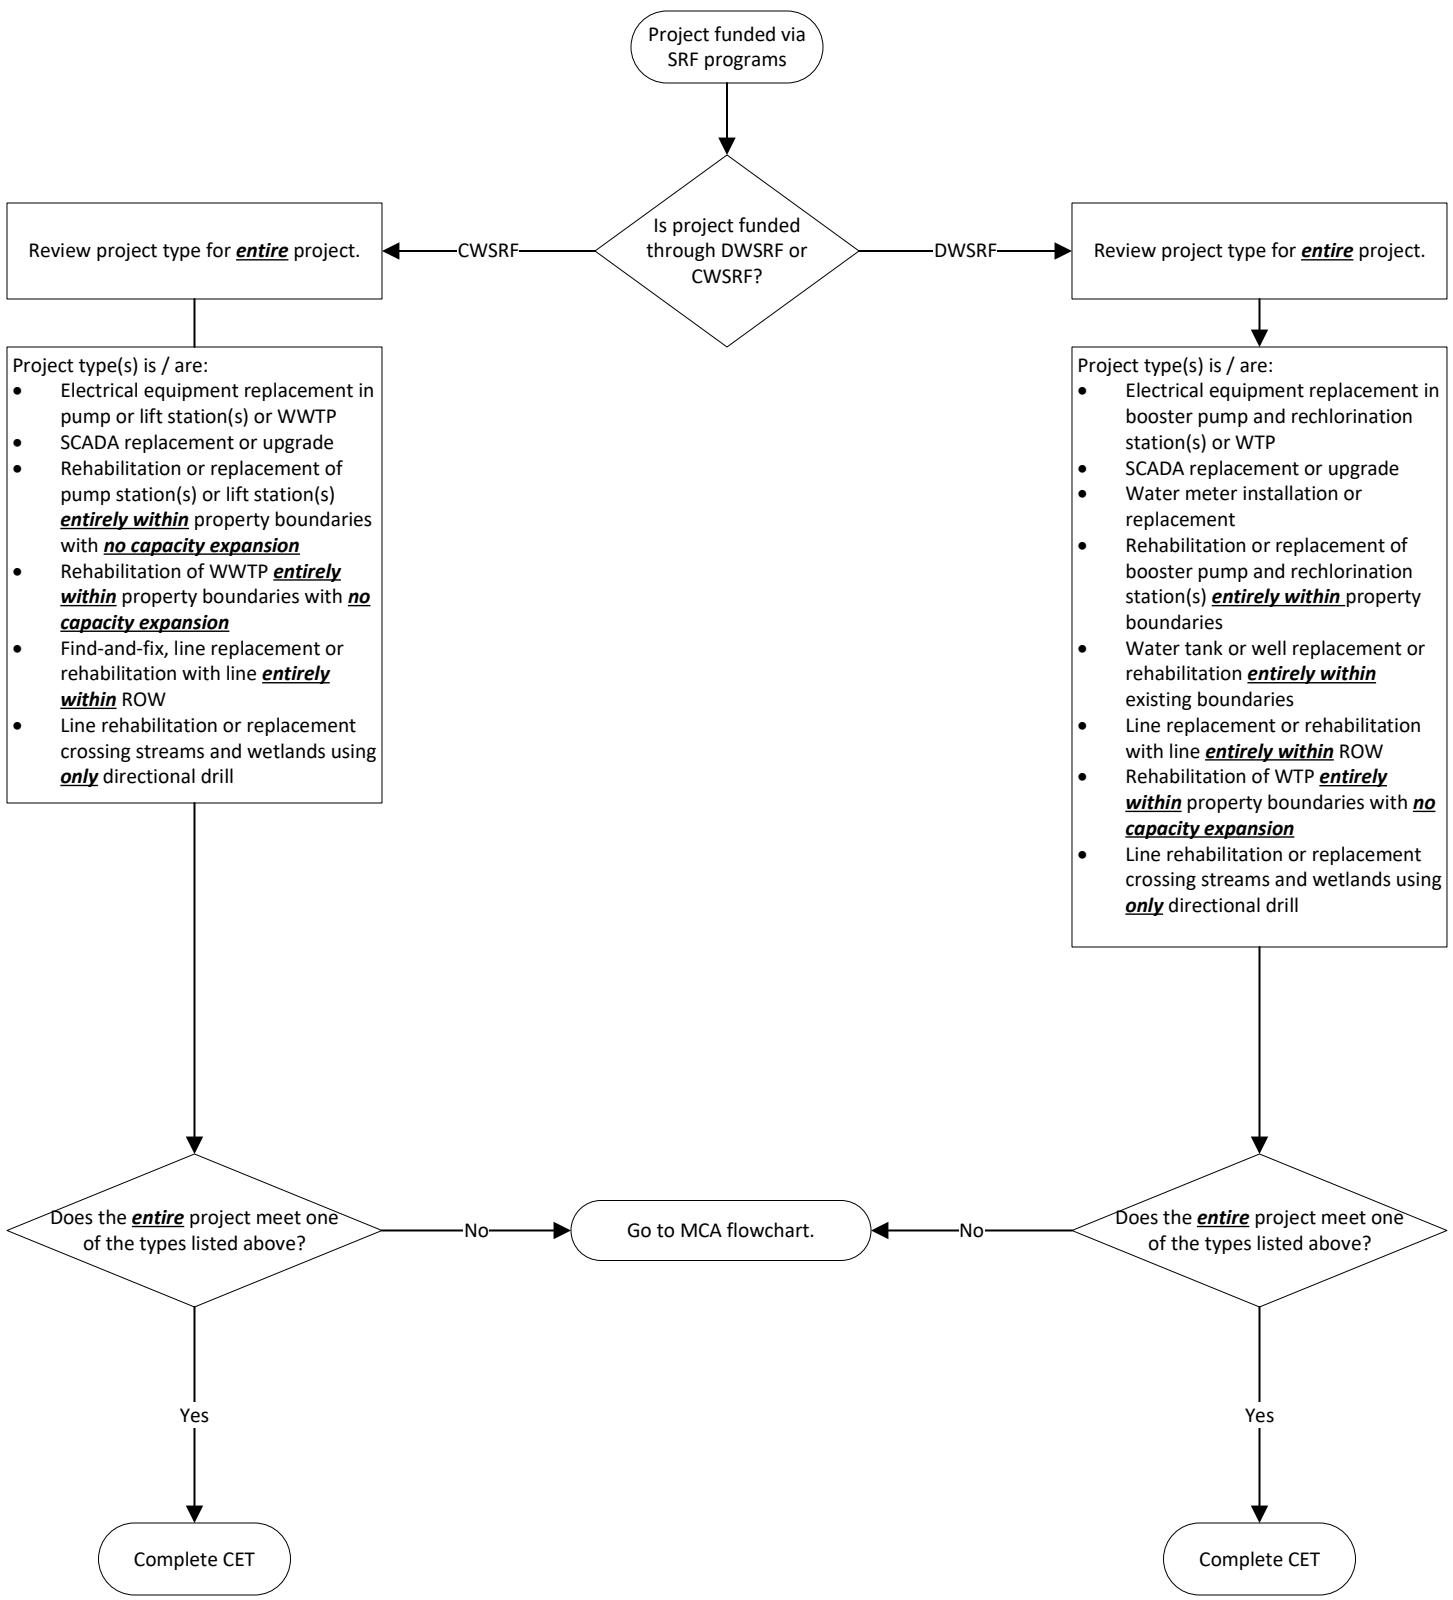 Project funded via
SRF programs
Is project funded
through DWSRF or
CWSRF?
CWSRF
DWSRF
Review project type for entire project.
Project type(s) is / are:
• Electrical equipment replacement in
pump or lift station(s) or WWTP
• SCADA replacement or upgrade
• Rehabilitation or replacement of
pump station(s) or lift station(s)
entirely within property boundaries
with no capacity expansion
• Rehabilitation of WWTP entirely
within property boundaries with no
capacity expansion
• Find-and-fix, line replacement or
rehabilitation with line entirely
within ROW
• Line rehabilitation or replacement
crossing streams and wetlands using
only directional drill
Review project type for entire project.
Project type(s) is / are:
• Electrical equipment replacement in
booster pump and rechlorination
station(s) or WTP
• SCADA replacement or upgrade
• Water meter installation or
replacement
• Rehabilitation or replacement of
booster pump and rechlorination
station(s) entirely within property
boundaries
• Water tank or well replacement or
rehabilitation entirely within
existing boundaries
• Line replacement or rehabilitation
with line entirely within ROW
• Rehabilitation of WTP entirely
within property boundaries with no
capacity expansion
• Line rehabilitation or replacement
crossing streams and wetlands using
only directional drill
Does the entire project meet one
of the types listed above?
No
Go to MCA flowchart.
No
Does the entire project meet one
of the types listed above?
Yes
Yes
Complete CET
Complete CET